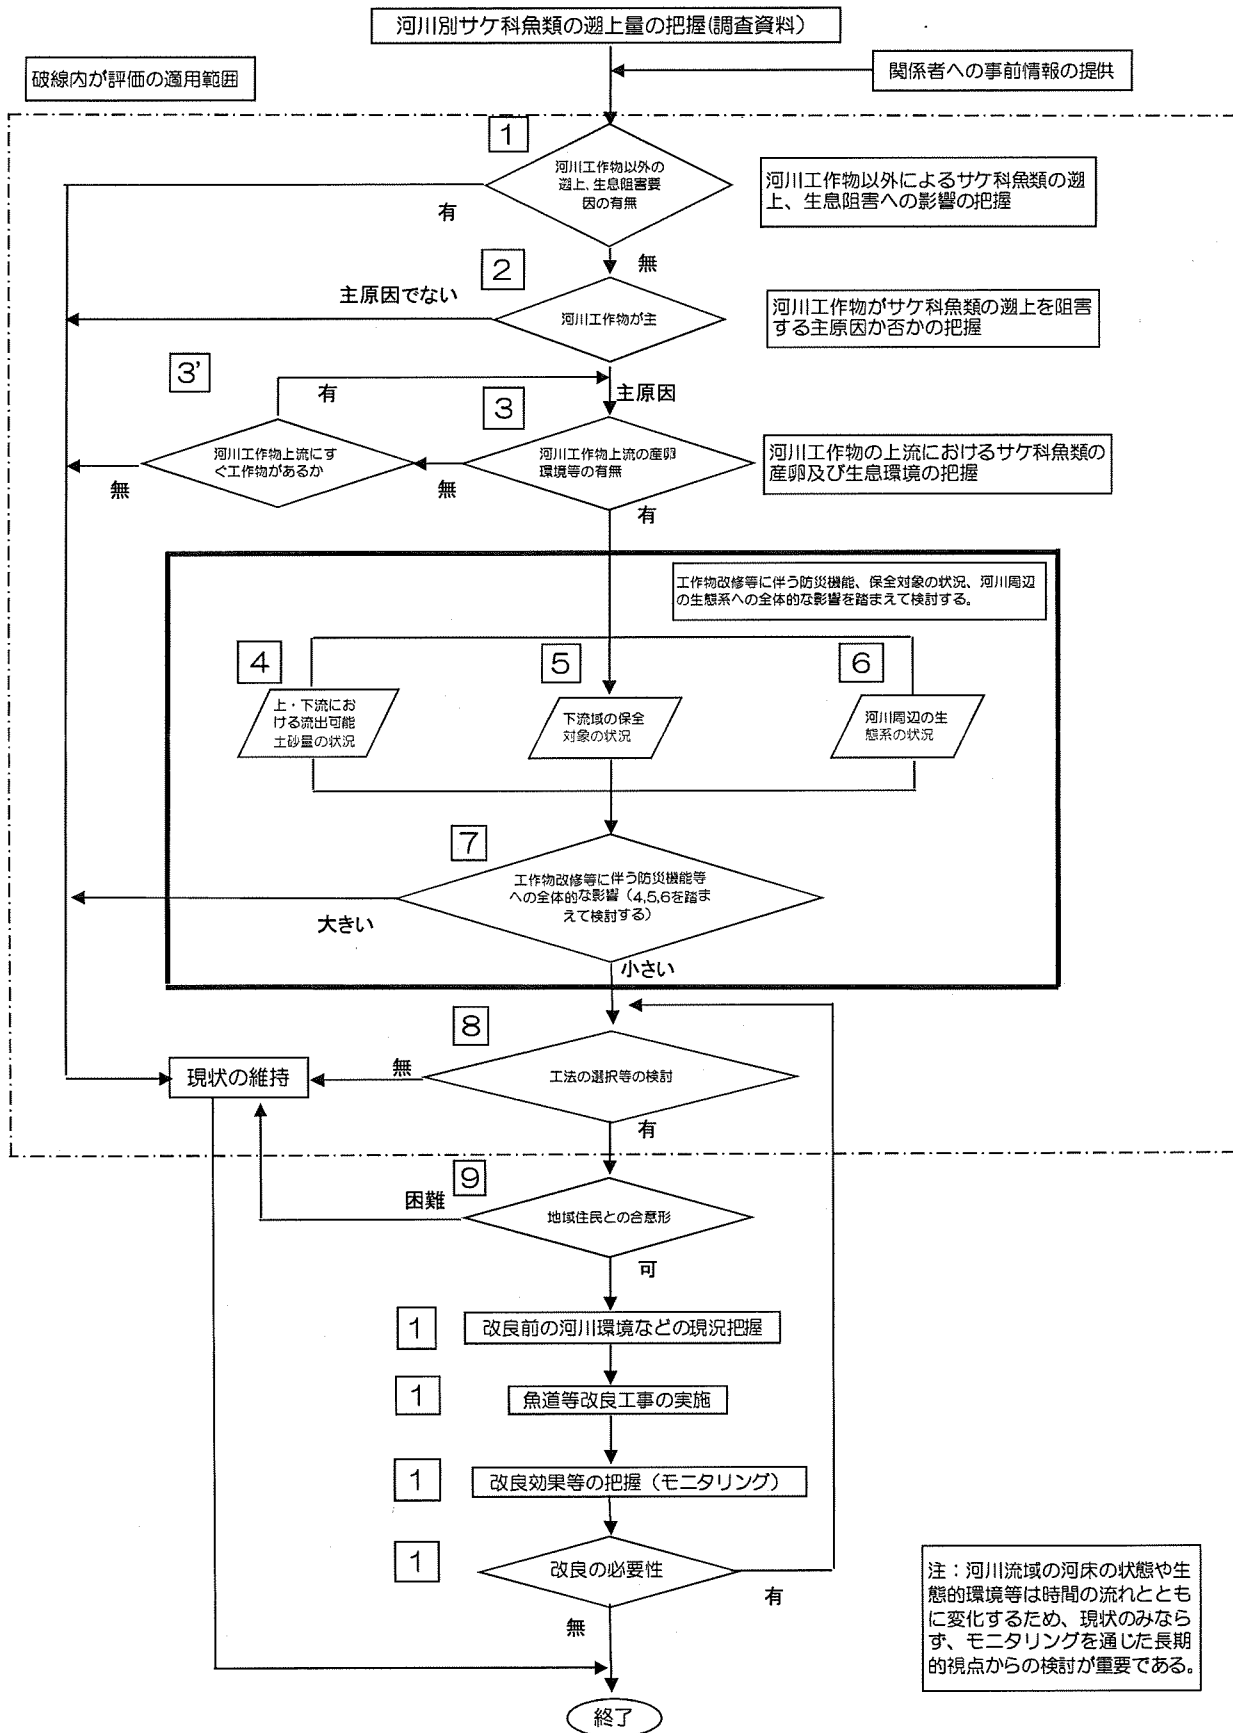 河川別サケ科魚類の遡上量の把握(調査資料)
破線内が評価の適用範囲
関係者への事前情報の提供
1
河川工作物以外の
遡上、生息阻害要
因の有無
河川工作物以外によるサケ科魚類の遡
上、生息阻害への影響の把握
有
無
2
主原因でない
河川工作物が主
河川工作物がサケ科魚類の遡上を阻害
する主原因か否かの把握
3'
有
主原因
3
河川工作物上流にす
ぐ工作物があるか
河川工作物上流の産卵
環境等の有無
河川工作物の上流におけるサケ科魚類の
産卵及び生息環境の把握
無
無
有
工作物改修等に伴う防災機能、保全対象の状況、河川周辺
の生態系への全体的な影響を踏まえて検討する。
4
5
6
上・下流にお
ける流出可能
土砂量の状況
下流域の保全
対象の状況
河川周辺の生
態系の状況
7
工作物改修等に伴う防災機能等
への全体的な影響(4,5,6を踏ま
えて検討する)
大きい
小さい
8
現状の維持
無
工法の選択等の検討
有
9
困難
地域住民との合意形
可
1
改良前の河川環境などの現況把握
1
魚道等改良工事の実施
1
改良効果等の把握(モニタリング)
1
改良の必要性
有
無
注:河川流域の河床の状態や生
態的環境等は時間の流れととも
に変化するため、現状のみなら
ず、モニタリングを通じた長期
的視点からの検討が重要である。
終了